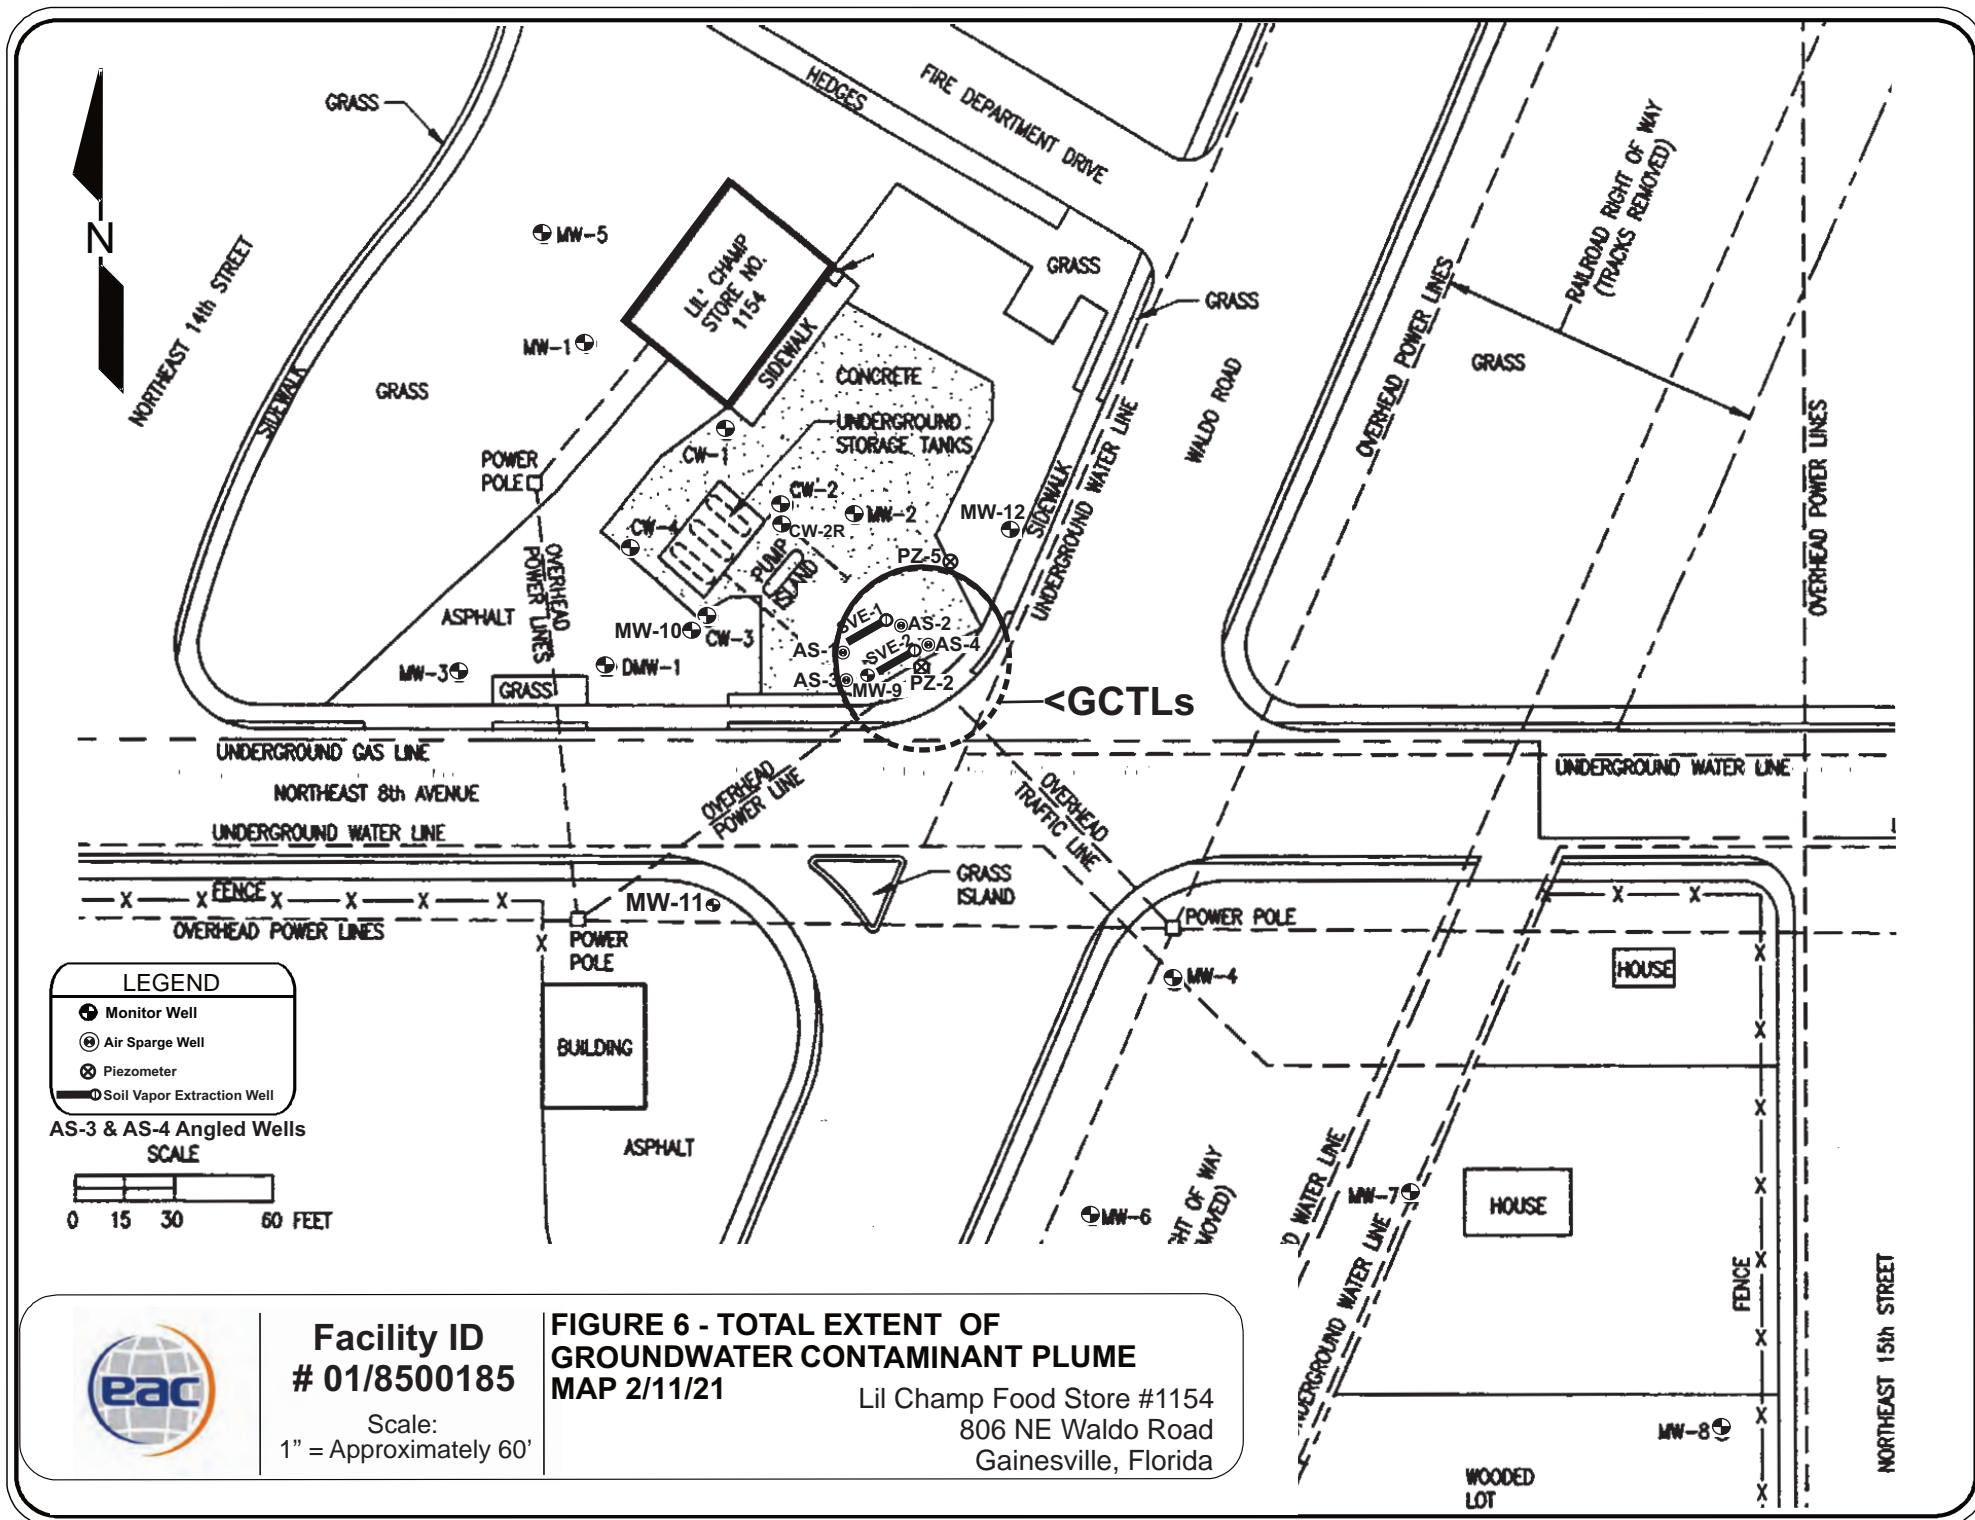 GRASS
HEDGES
FIRE DEPARTMENT DRIVE
RAILROAD RIGHT OF WAY
(TRACKS REMOVED)
N
MW-5
LIL' CHAMP
STORE NO.
1154
GRASS
GRASS
NORTHEAST 14th STREET
MW-1
SIDEWALK
GRASS
SIDEWALK
CONCRETE
UNDERGROUND
STORAGE TANKS
WALDO ROAD
OVERHEAD POWER LINES
GRASS
OVERHEAD POWER LINES
CW-1
POWER
POLE
CW-2
CW-2R
MW-2
MW-12
SIDEWALK
UNDERGROUND WATER LINE
CW-4
PUMP
ISLAND
PZ-5
OVERHEAD
POWER LINES
ASPHALT
MW-10
CW-3
SVE-1
AS-2
AS-1
SVE-2
AS-4
MW-3
DMW-1
AS-3
MW-9
PZ-2
GRASS
<GCTLs
UNDERGROUND GAS LINE
UNDERGROUND WATER LINE
NORTHEAST 8th AVENUE
OVERHEAD
POWER LINE
OVERHEAD
TRAFFIC LINE
UNDERGROUND WATER LINE
GRASS
ISLAND
FENCE
MW-11
OVERHEAD POWER LINES
POWER
POLE
POWER POLE
HOUSE
MW-4
LEGEND
Monitor Well
Air Sparge Well
Piezometer
Soil Vapor Extraction Well
AS-3 & AS-4 Angled Wells
SCALE
0 15 30 60 FEET
BUILDING
ASPHALT
MW-6
HT OF WAY
MOVED)
D WATER LINE
MW-7
HOUSE
DERGROUND WATER LINE
FENCE
NORTHEAST 15th STREET
MW-8
WOODED
LOT
eac
Facility ID
# 01/8500185
Scale:
1” = Approximately 60’
FIGURE 6 - TOTAL EXTENT OF
GROUNDWATER CONTAMINANT PLUME
MAP 2/11/21
Lil Champ Food Store #1154
806 NE Waldo Road
Gainesville, Florida